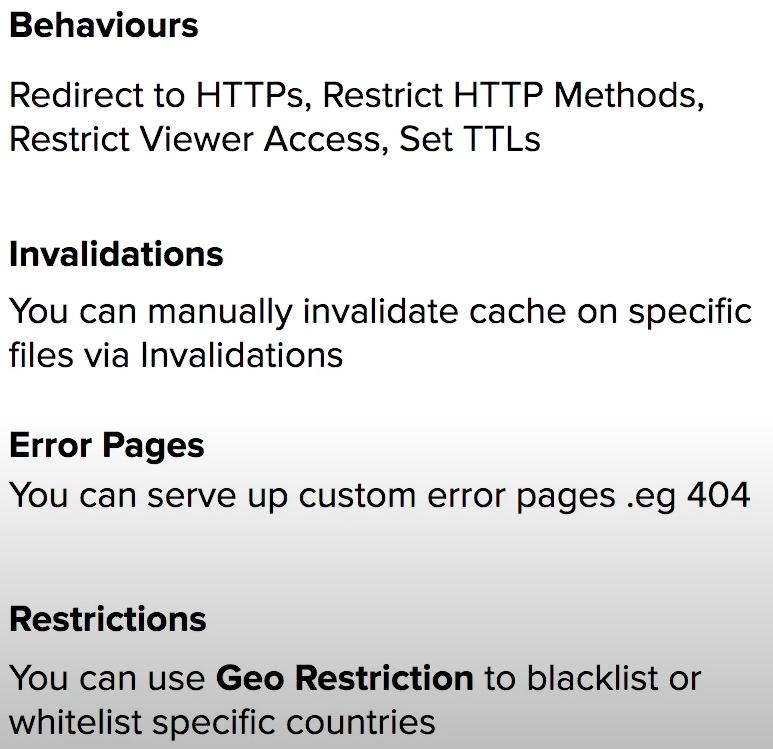 Behaviours
Redirect to HTTPs, Restrict HTTP Methods,
Restrict Viewer Access, Set TTLs
Invalidations
You can manually invalidate cache on specific
files via Invalidations
Error Pages
You can serve up custom error pages .eg 404
Restrictions
You can use Geo Restriction to blacklist or
whitelist specific countries